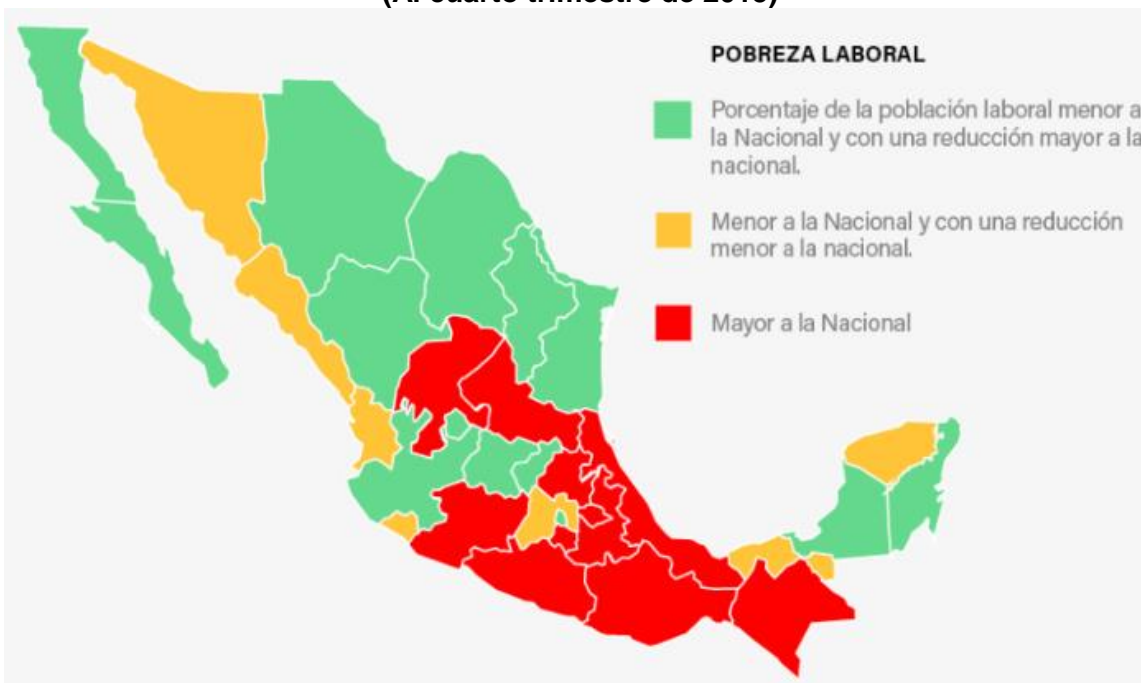 POBREZA LABORAL
Porcentaje de la población laboral menor a
la Nacional y con una reducción mayor a la
nacional.
Menor a la Nacional y con una reducción
menor a la nacional.
Mayor a la Nacional